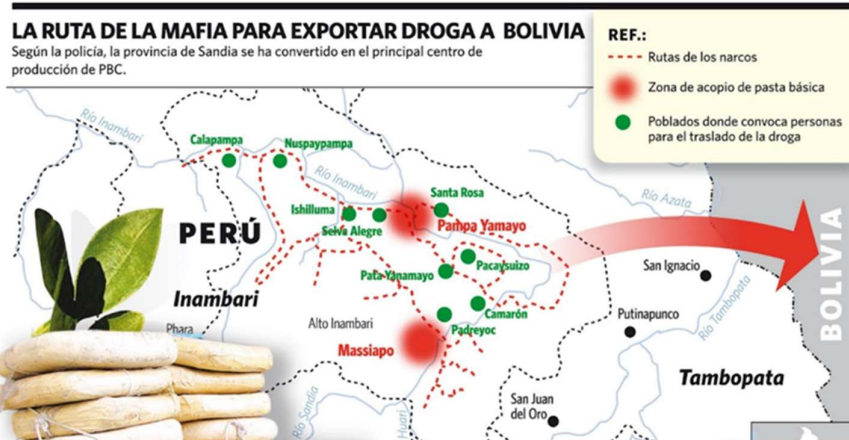 LA RUTA DE LA MAFIA PARA EXPORTAR DROGA A BOLIVIA
Según la policía, la provincia de Sandia se ha convertido en el principal centro de
producción de PBC.
REF.:
Rutas de los narcos
Zona de acopio de pasta básica
Poblados donde convoca personas
para el traslado de la droga
Río Inambari
Calapampa
Nuspaypampa
Río Inambari
Santa Rosa
Río Azata
Ishilluma
Selva Alegre
Pampa Yamayo
PERÚ
BOLIVIA
Pacaysuizo
San Ignacio
Pata Yanamayo
Inambari
Camarón
Putinapunco
Río Tambopata
Phara
Alto Inambari
Padreyoc
Massiapo
Tambopata
San Juan
del Oro
Río Sandia
Huari